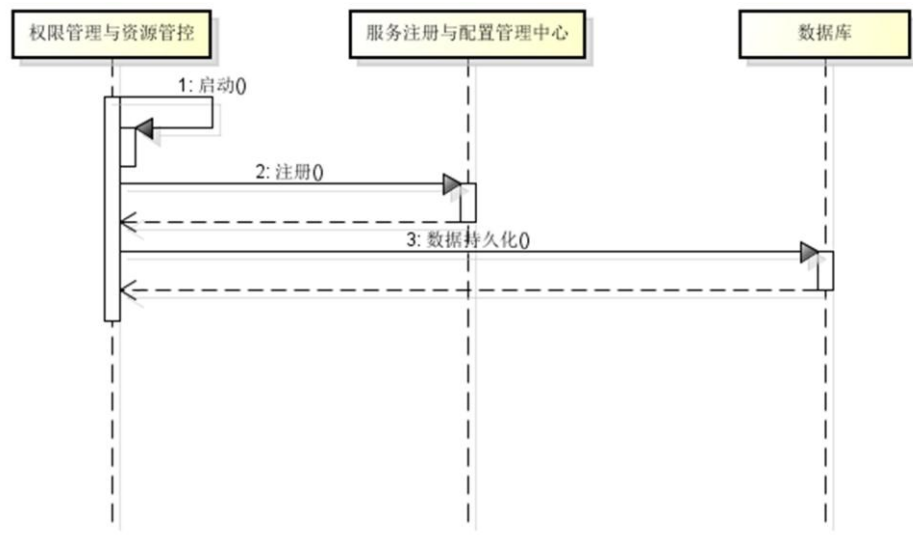 权限管理与资源管控
服务注册与配置管理中心
数据库
1: 启动()
2: 注册()
3: 数据持久化()